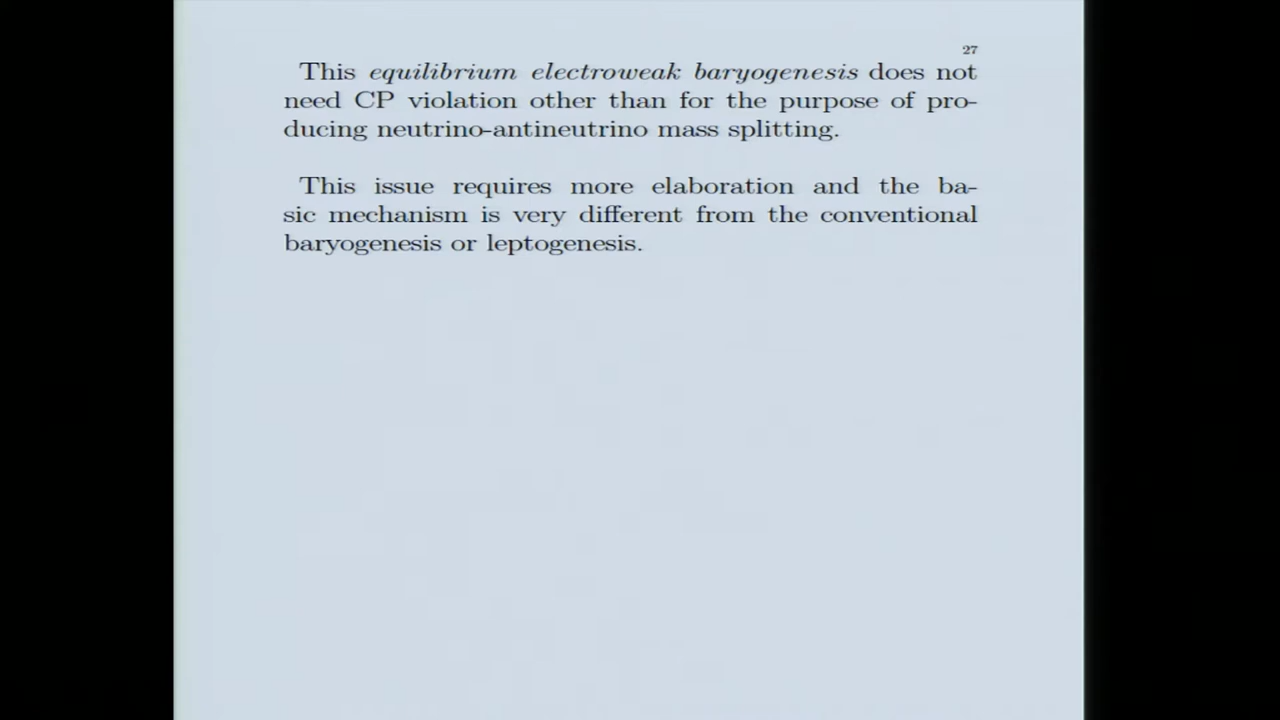 27
This equilibrium electroweak baryogenesis does not
need CP violation other than for the purpose of pro-
ducing neutrino-antineutrino mass splitting.
This issue requires more elaboration and the ba-
sic mechanism is very different from the conventional
baryogenesis or leptogenesis.